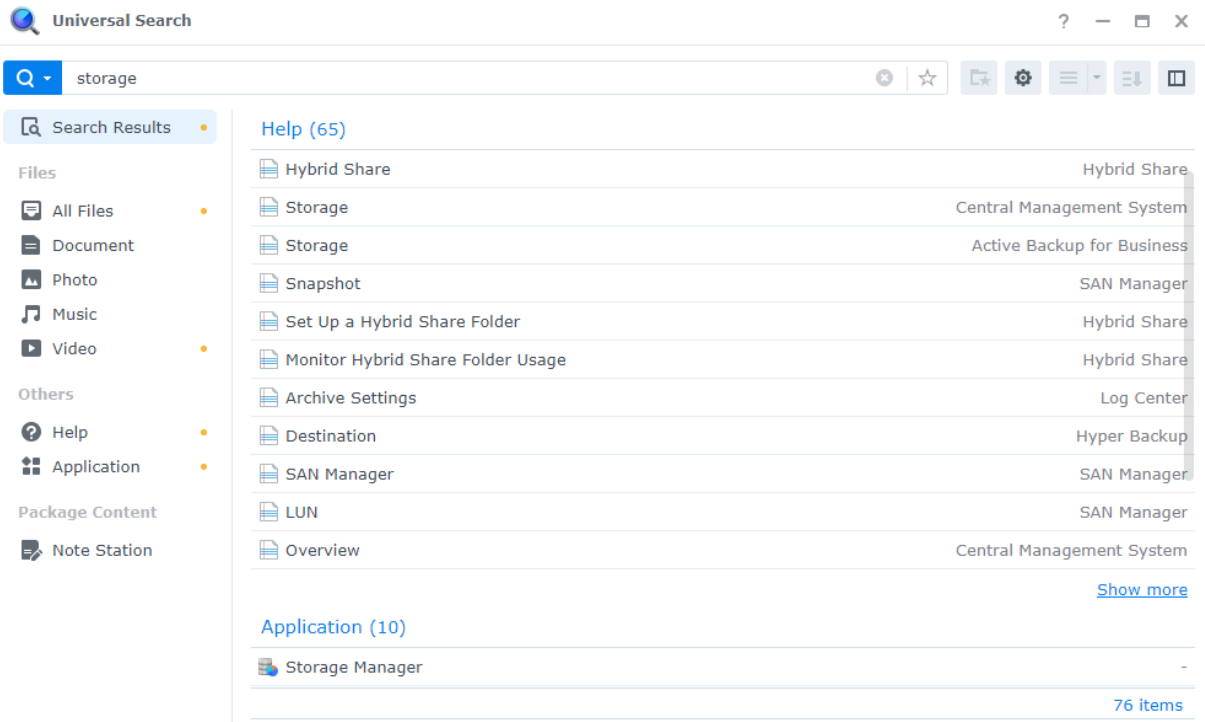 Universal Search
storage
Search Results
Files
All Files
Document
Photo
Music
Video
Others
Help
Application
Package Content
Note Station
Help (65)
Hybrid Share Hybrid Share
Storage Central Management System
Storage Active Backup for Business
Snapshot SAN Manager
Set Up a Hybrid Share Folder Hybrid Share
Monitor Hybrid Share Folder Usage Hybrid Share
Archive Settings Log Center
Destination Hyper Backup
SAN Manager SAN Manager
LUN SAN Manager
Overview Central Management System
Show more
Application (10)
Storage Manager -
76 items